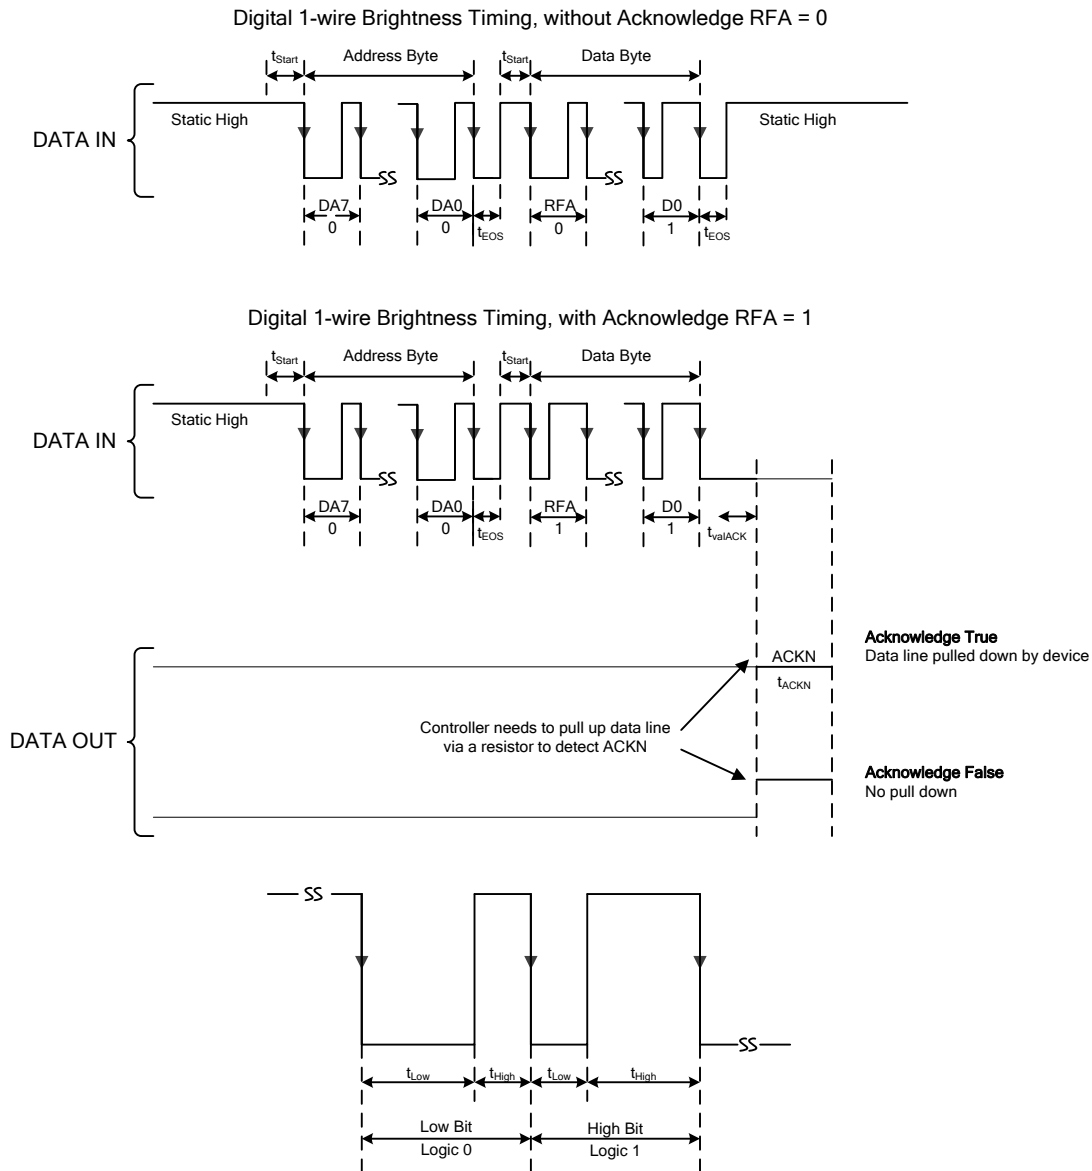 Digital 1-wire Brightness Timing, without Acknowledge RFA = 0
tStart Address Byte tStart Data Byte
DATA IN
Static High Static High
DA7 DA0 RFA D0
0 0 tEOS 0 1 tEOS
Digital 1-wire Brightness Timing, with Acknowledge RFA = 1
tStart Address Byte tStart Data Byte
DATA IN
Static High
DA7 DA0 RFA D0
0 0 tEOS 1 1 tvalACK
Acknowledge True
Data line pulled down by device
ACKN
tACKN
DATA OUT
Controller needs to pull up data line
via a resistor to detect ACKN
Acknowledge False
No pull down
tLow tHigh tLow tHigh
Low Bit High Bit
Logic 0 Logic 1